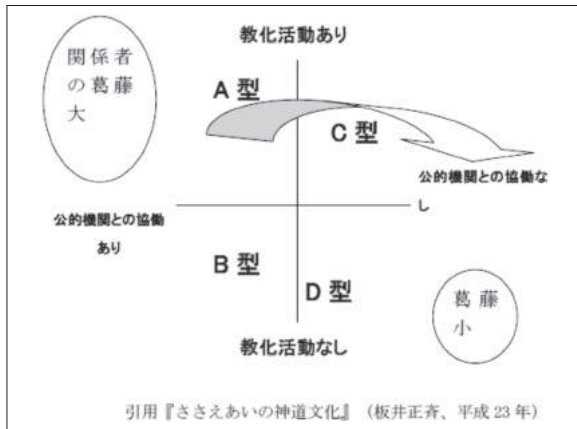 教化活動あり
関係者
の葛藤
大
A 型
C 型
公的機関との協働な
し
公的機関との協働
あり
B 型
D 型
葛藤
小
教化活動なし
引用『ささえあいの神道文化』（板井正斉、平成 23 年）